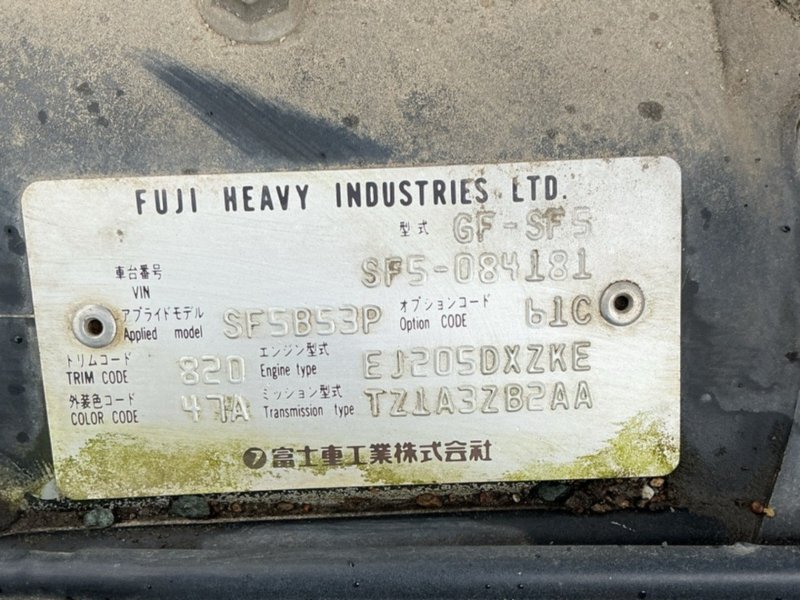 FUJI HEAVY INDUSTRIES LTD.
型式 GF-SF5
車台番号 VIN SF5-084181
アプライドモデル Applied model SF5B53P オプションコード Option CODE b1C
トリムコード TRIM CODE 820 エンジン型式 Engine type EJ205DXZKE
外装色コード COLOR CODE 47A ミッション型式 Transmission type TZ1A3ZB2AA
富士重工業株式会社